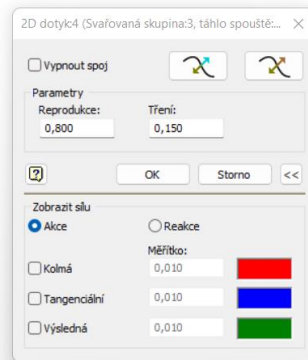 2D dotyk:4 (Svařovaná skupina:3, táhlo spouště:...
Vypnout spoj
Parametry
Reprodukce: Tření:
0,800 0,150
OK Storno <<
Zobrazit sílu
Akce Reakce
Měřítko:
Kolmá 0,010
Tangenciální 0,010
Výsledná 0,010